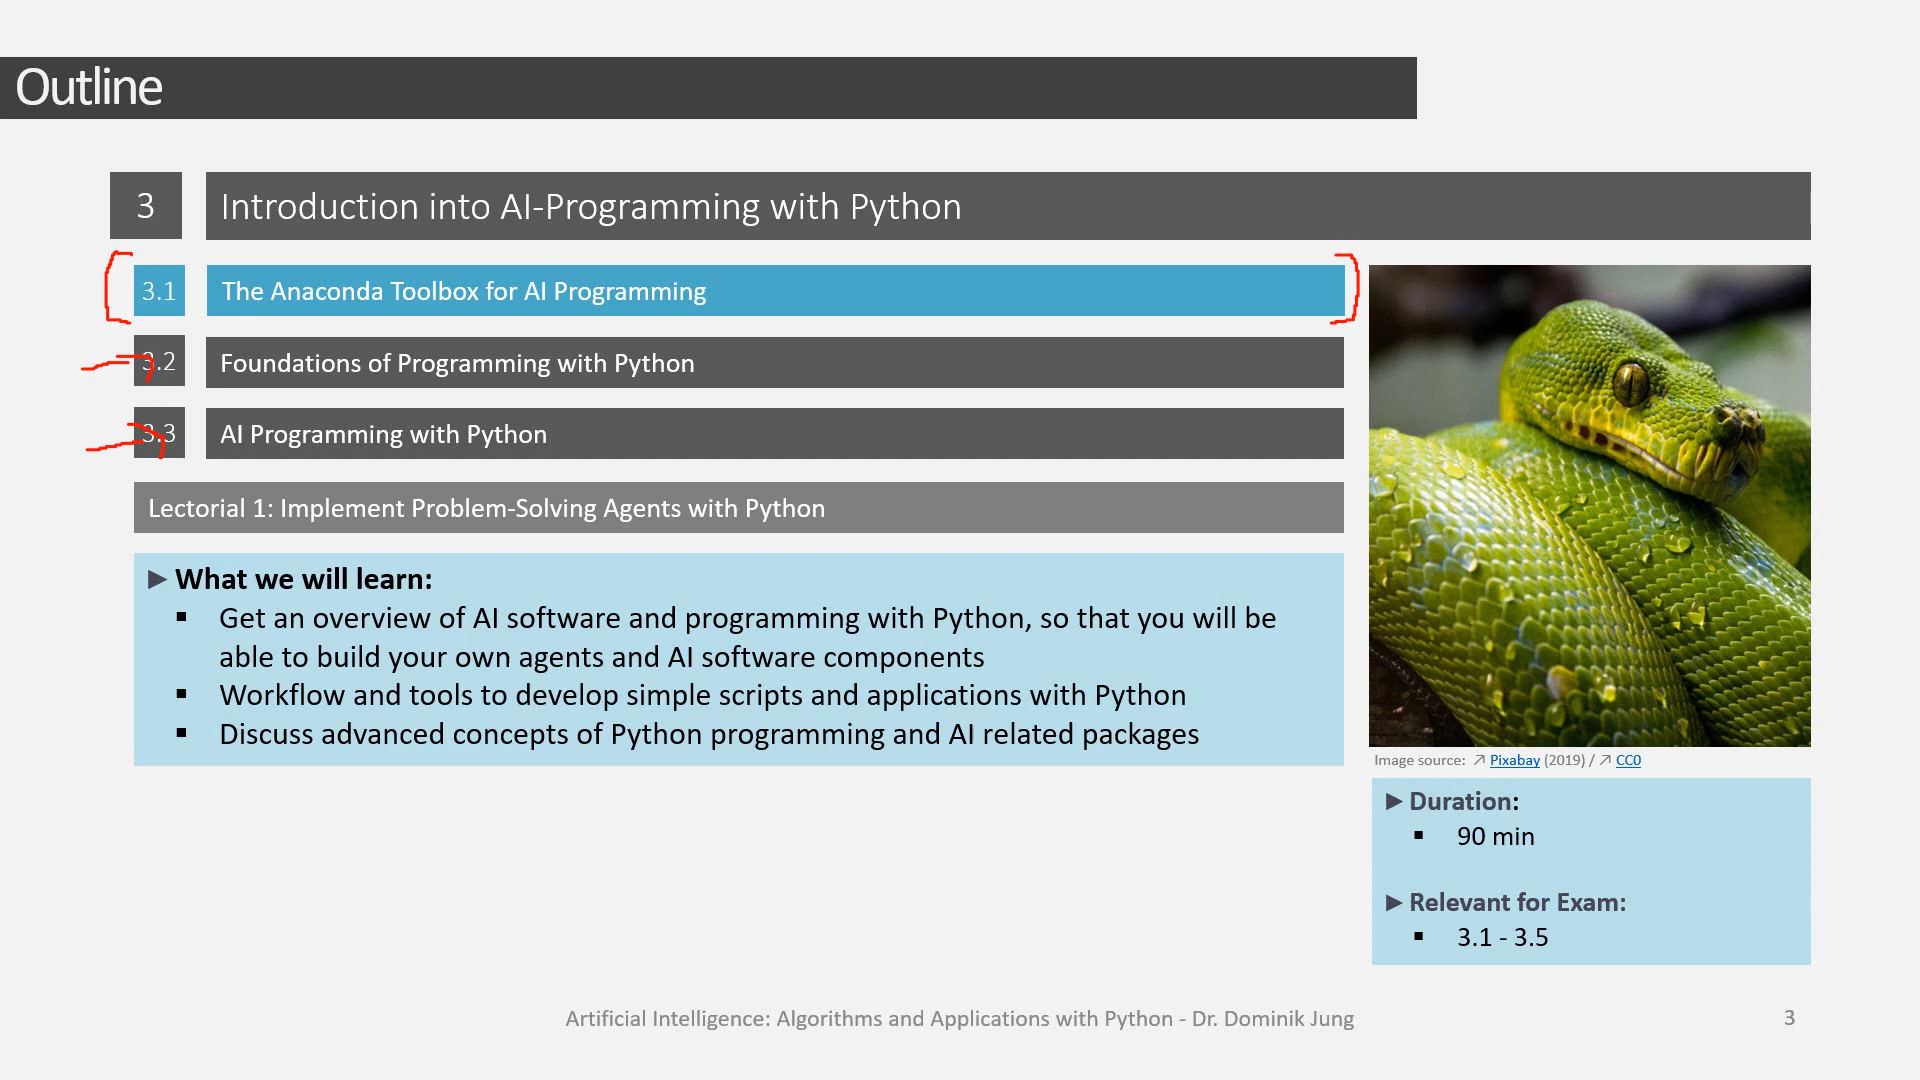 Outline
3
Introduction into AI-Programming with Python
3.1
The Anaconda Toolbox for AI Programming
3.2
Foundations of Programming with Python
3.3
AI Programming with Python
Lectorial 1: Implement Problem-Solving Agents with Python
►What we will learn:
▪ Get an overview of AI software and programming with Python, so that you will be
able to build your own agents and AI software components
▪ Workflow and tools to develop simple scripts and applications with Python
▪ Discuss advanced concepts of Python programming and AI related packages
Image source: ↗ Pixabay (2019) / ↗ CC0
►Duration:
▪ 90 min
►Relevant for Exam:
▪ 3.1 - 3.5
Artificial Intelligence: Algorithms and Applications with Python - Dr. Dominik Jung
3